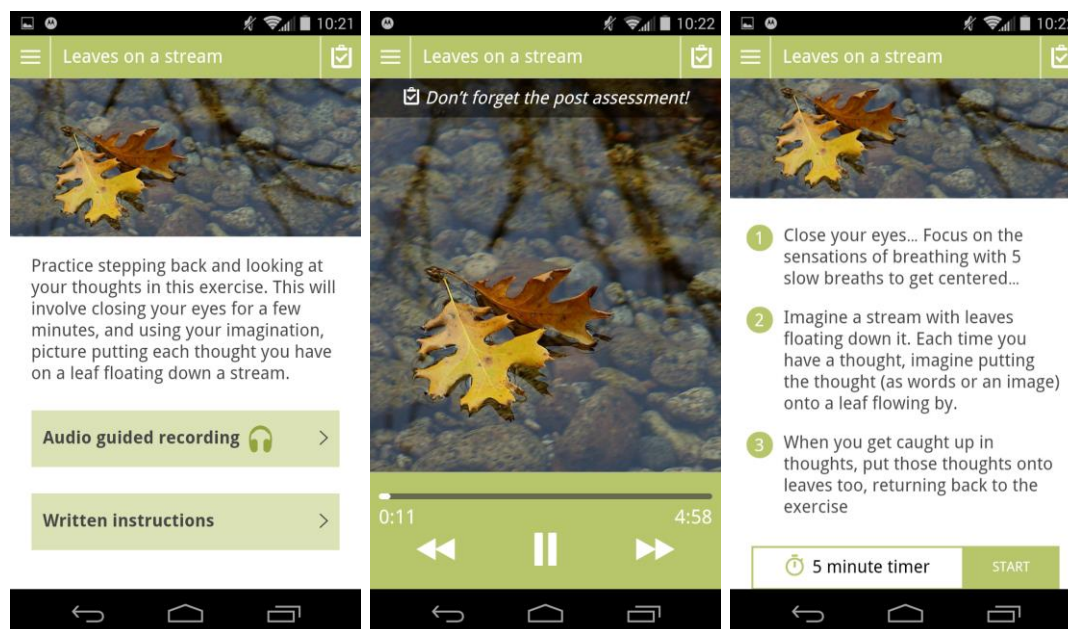 10:21
Leaves on a stream
Practice stepping back and looking at
your thoughts in this exercise. This will
involve closing your eyes for a few
minutes, and using your imagination,
picture putting each thought you have
on a leaf floating down a stream.
Audio guided recording
Written instructions
10:22
Leaves on a stream
Don't forget the post assessment!
0:11
4:58
Leaves on a stream
1 Close your eyes... Focus on the
sensations of breathing with 5
slow breaths to get centered...
2 Imagine a stream with leaves
floating down it. Each time you
have a thought, imagine putting
the thought (as words or an image)
onto a leaf flowing by.
3 When you get caught up in
thoughts, put those thoughts onto
leaves too, returning back to the
exercise
5 minute timer
START